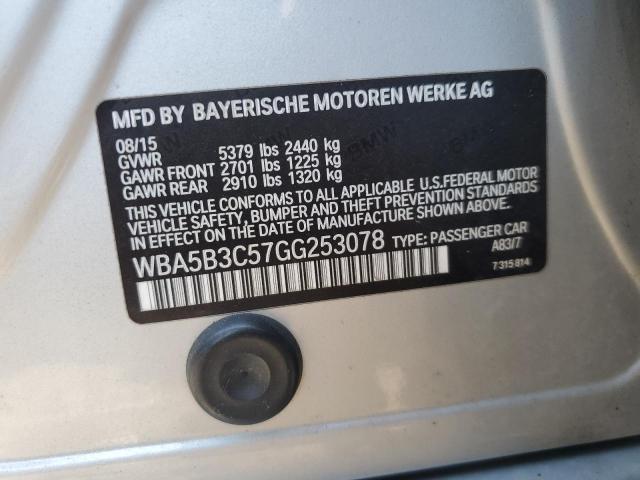 MFD BY BAYERISCHE MOTOREN WERKE AG
08/15
GVWR 5379 lbs 2440 kg
GAWR FRONT 2701 lbs 1225 kg
GAWR REAR 2910 lbs 1320 kg
THIS VEHICLE CONFORMS TO ALL APPLICABLE U.S.FEDERAL MOTOR
VEHICLE SAFETY, BUMPER AND THEFT PREVENTION STANDARDS
IN EFFECT ON THE DATE OF MANUFACTURE SHOWN ABOVE.
WBA5B3C57GG253078 TYPE: PASSENGER CAR
A83/7
7315814
BMW